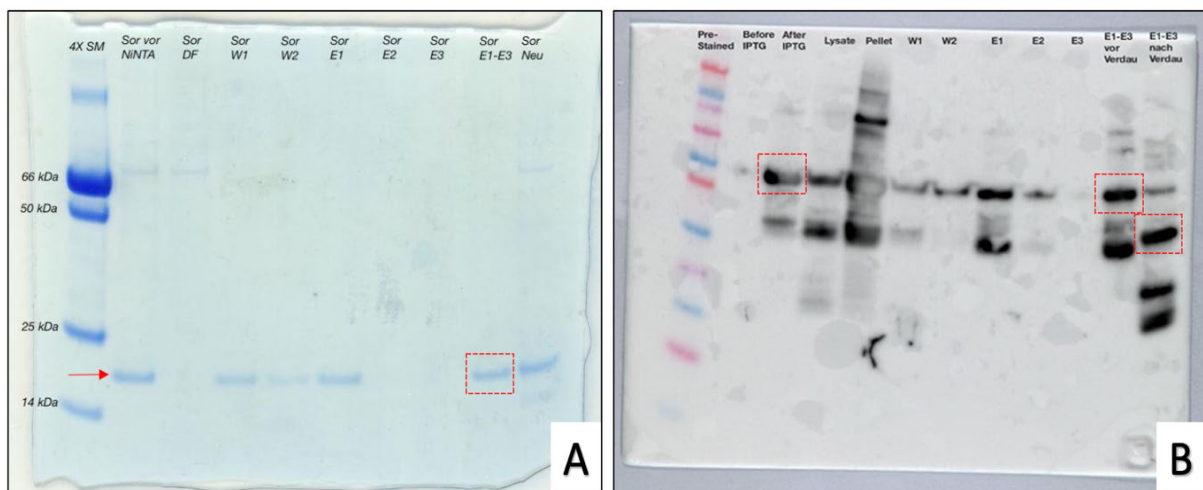 4X SM
Sor vor NiNTA
Sor DF
Sor W1
Sor W2
Sor E1
Sor E2
Sor E3
Sor E1-E3
Sor Neu
66 kDa
50 kDa
25 kDa
14 kDa
A
Pre-Stained
Before IPTG
After IPTG
Lysate
Pellet
W1
W2
E1
E2
E3
E1-E3 vor Verdau
E1-E3 nach Verdau
B